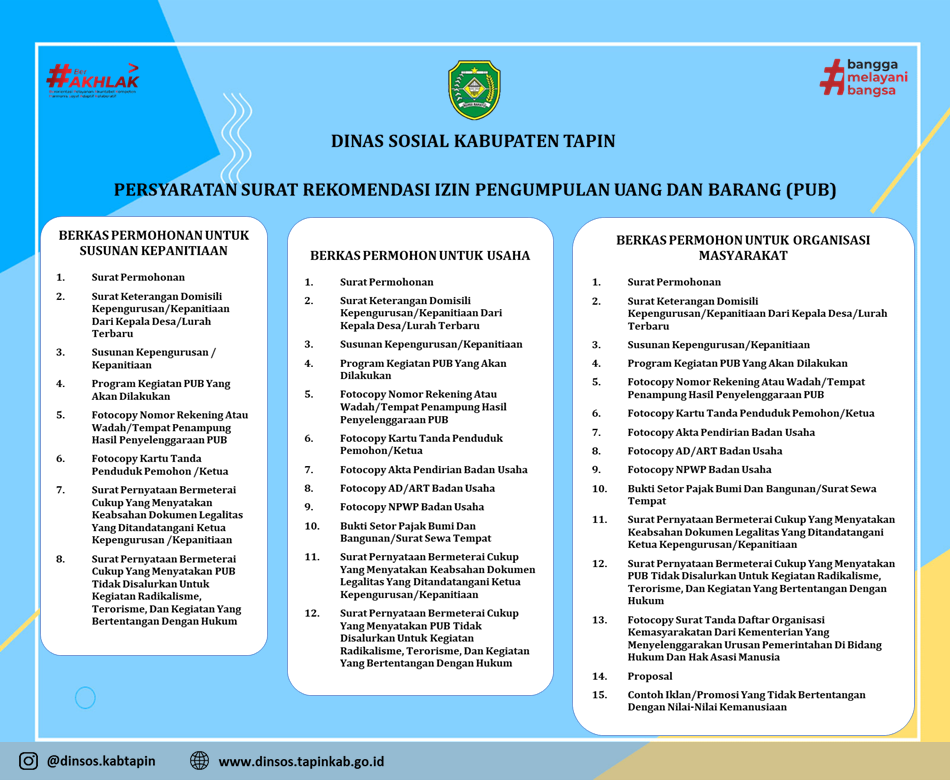 #AKHLAK
bangga
melayani
bangsa
#
DINAS SOSIAL KABUPATEN TAPIN
PERSYARATAN SURAT REKOMENDASI IZIN PENGUMPULAN UANG DAN BARANG (PUB)
BERKAS PERMOHONAN UNTUK
SUSUNAN KEPANITIAAN
1. Surat Permohonan
2. Surat Keterangan Domisili
Kepengurusan/Kepanitiaan
Dari Kepala Desa/Lurah
Terbaru
3. Susunan Kepengurusan /
Kepanitiaan
4. Program Kegiatan PUB Yang
Akan Dilakukan
5. Fotocopy Nomor Rekening Atau
Wadah/Tempat Penampung
Hasil Penyelenggaraan PUB
6. Fotocopy Kartu Tanda
Penduduk Pemohon /Ketua
7. Surat Pernyataan Bermeterai
Cukup Yang Menyatakan
Keabsahan Dokumen Legalitas
Yang Ditandatangani Ketua
Kepengurusan /Kepanitiaan
8. Surat Pernyataan Bermeterai
Cukup Yang Menyatakan PUB
Tidak Disalurkan Untuk
Kegiatan Radikalisme,
Terorisme, Dan Kegiatan Yang
Bertentangan Dengan Hukum
BERKAS PERMOHON UNTUK USAHA
1. Surat Permohonan
2. Surat Keterangan Domisili
Kepengurusan/Kepanitiaan Dari
Kepala Desa/Lurah Terbaru
3. Susunan Kepengurusan/Kepanitiaan
4. Program Kegiatan PUB Yang Akan
Dilakukan
5. Fotocopy Nomor Rekening Atau
Wadah/Tempat Penampung Hasil
Penyelenggaraan PUB
6. Fotocopy Kartu Tanda Penduduk
Pemohon/Ketua
7. Fotocopy Akta Pendirian Badan Usaha
8. Fotocopy AD/ART Badan Usaha
9. Fotocopy NPWP Badan Usaha
10. Bukti Setor Pajak Bumi Dan
Bangunan/Surat Sewa Tempat
11. Surat Pernyataan Bermeterai Cukup
Yang Menyatakan Keabsahan Dokumen
Legalitas Yang Ditandatangani Ketua
Kepengurusan/Kepanitiaan
12. Surat Pernyataan Bermeterai Cukup
Yang Menyatakan PUB Tidak
Disalurkan Untuk Kegiatan
Radikalisme, Terorisme, Dan Kegiatan
Yang Bertentangan Dengan Hukum
BERKAS PERMOHON UNTUK ORGANISASI
MASYARAKAT
1. Surat Permohonan
2. Surat Keterangan Domisili
Kepengurusan/Kepanitiaan Dari Kepala Desa/Lurah
Terbaru
3. Susunan Kepengurusan/Kepanitiaan
4. Program Kegiatan PUB Yang Akan Dilakukan
5. Fotocopy Nomor Rekening Atau Wadah/Tempat
Penampung Hasil Penyelenggaraan PUB
6. Fotocopy Kartu Tanda Penduduk Pemohon/Ketua
7. Fotocopy Akta Pendirian Badan Usaha
8. Fotocopy AD/ART Badan Usaha
9. Fotocopy NPWP Badan Usaha
10. Bukti Setor Pajak Bumi Dan Bangunan/Surat Sewa
Tempat
11. Surat Pernyataan Bermeterai Cukup Yang Menyatakan
Keabsahan Dokumen Legalitas Yang Ditandatangani
Ketua Kepengurusan/Kepanitiaan
12. Surat Pernyataan Bermeterai Cukup Yang Menyatakan
PUB Tidak Disalurkan Untuk Kegiatan Radikalisme,
Terorisme, Dan Kegiatan Yang Bertentangan Dengan
Hukum
13. Fotocopy Surat Tanda Daftar Organisasi
Kemasyarakatan Dari Kementerian Yang
Menyelenggarakan Urusan Pemerintahan Di Bidang
Hukum Dan Hak Asasi Manusia
14. Proposal
15. Contoh Iklan/Promosi Yang Tidak Bertentangan
Dengan Nilai-Nilai Kemanusiaan
@dinsos.kabtapin
www.dinsos.tapinkab.go.id